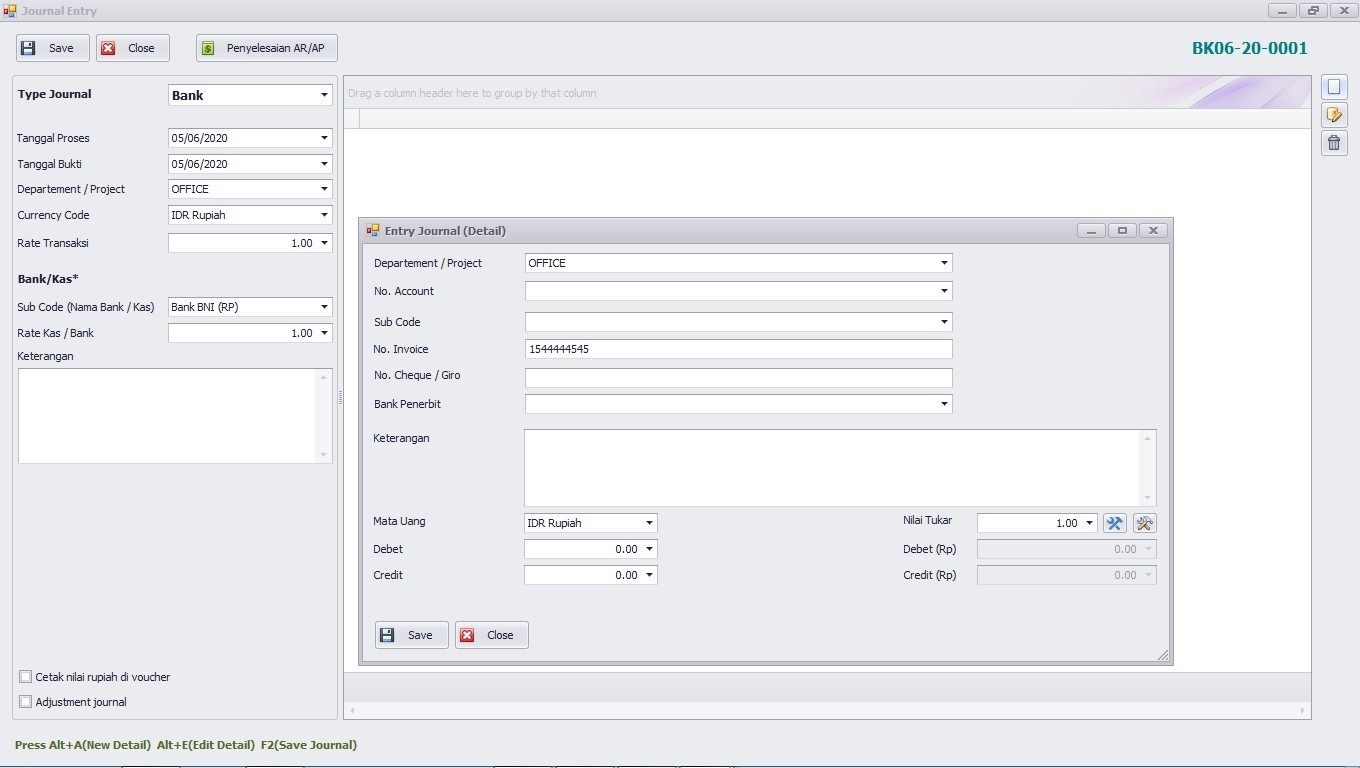 Journal Entry
Save Close Penyelesaian AR/AP
BK06-20-0001
Type Journal Bank
Drag a column header here to group by that column
Tanggal Proses 05/06/2020
Tanggal Bukti 05/06/2020
Departement / Project OFFICE
Currency Code IDR Rupiah
Rate Transaksi 1.00
Bank/Kas*
Sub Code (Nama Bank / Kas) Bank BNI (RP)
Rate Kas / Bank 1.00
Keterangan
Cetak nilai rupiah di voucher
Adjustment journal
Entry Journal (Detail)
Departement / Project OFFICE
No. Account
Sub Code
No. Invoice 1544444545
No. Cheque / Giro
Bank Penerbit
Keterangan
Mata Uang IDR Rupiah Nilai Tukar 1.00
Debet 0.00 Debet (Rp) 0.00
Credit 0.00 Credit (Rp) 0.00
Save Close
Press Alt+A(New Detail) Alt+E(Edit Detail) F2(Save Journal)